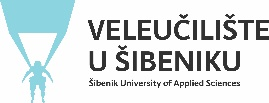 VELEUČILIŠTE
U ŠIBENIKU
Šibenik University of Applied Sciences